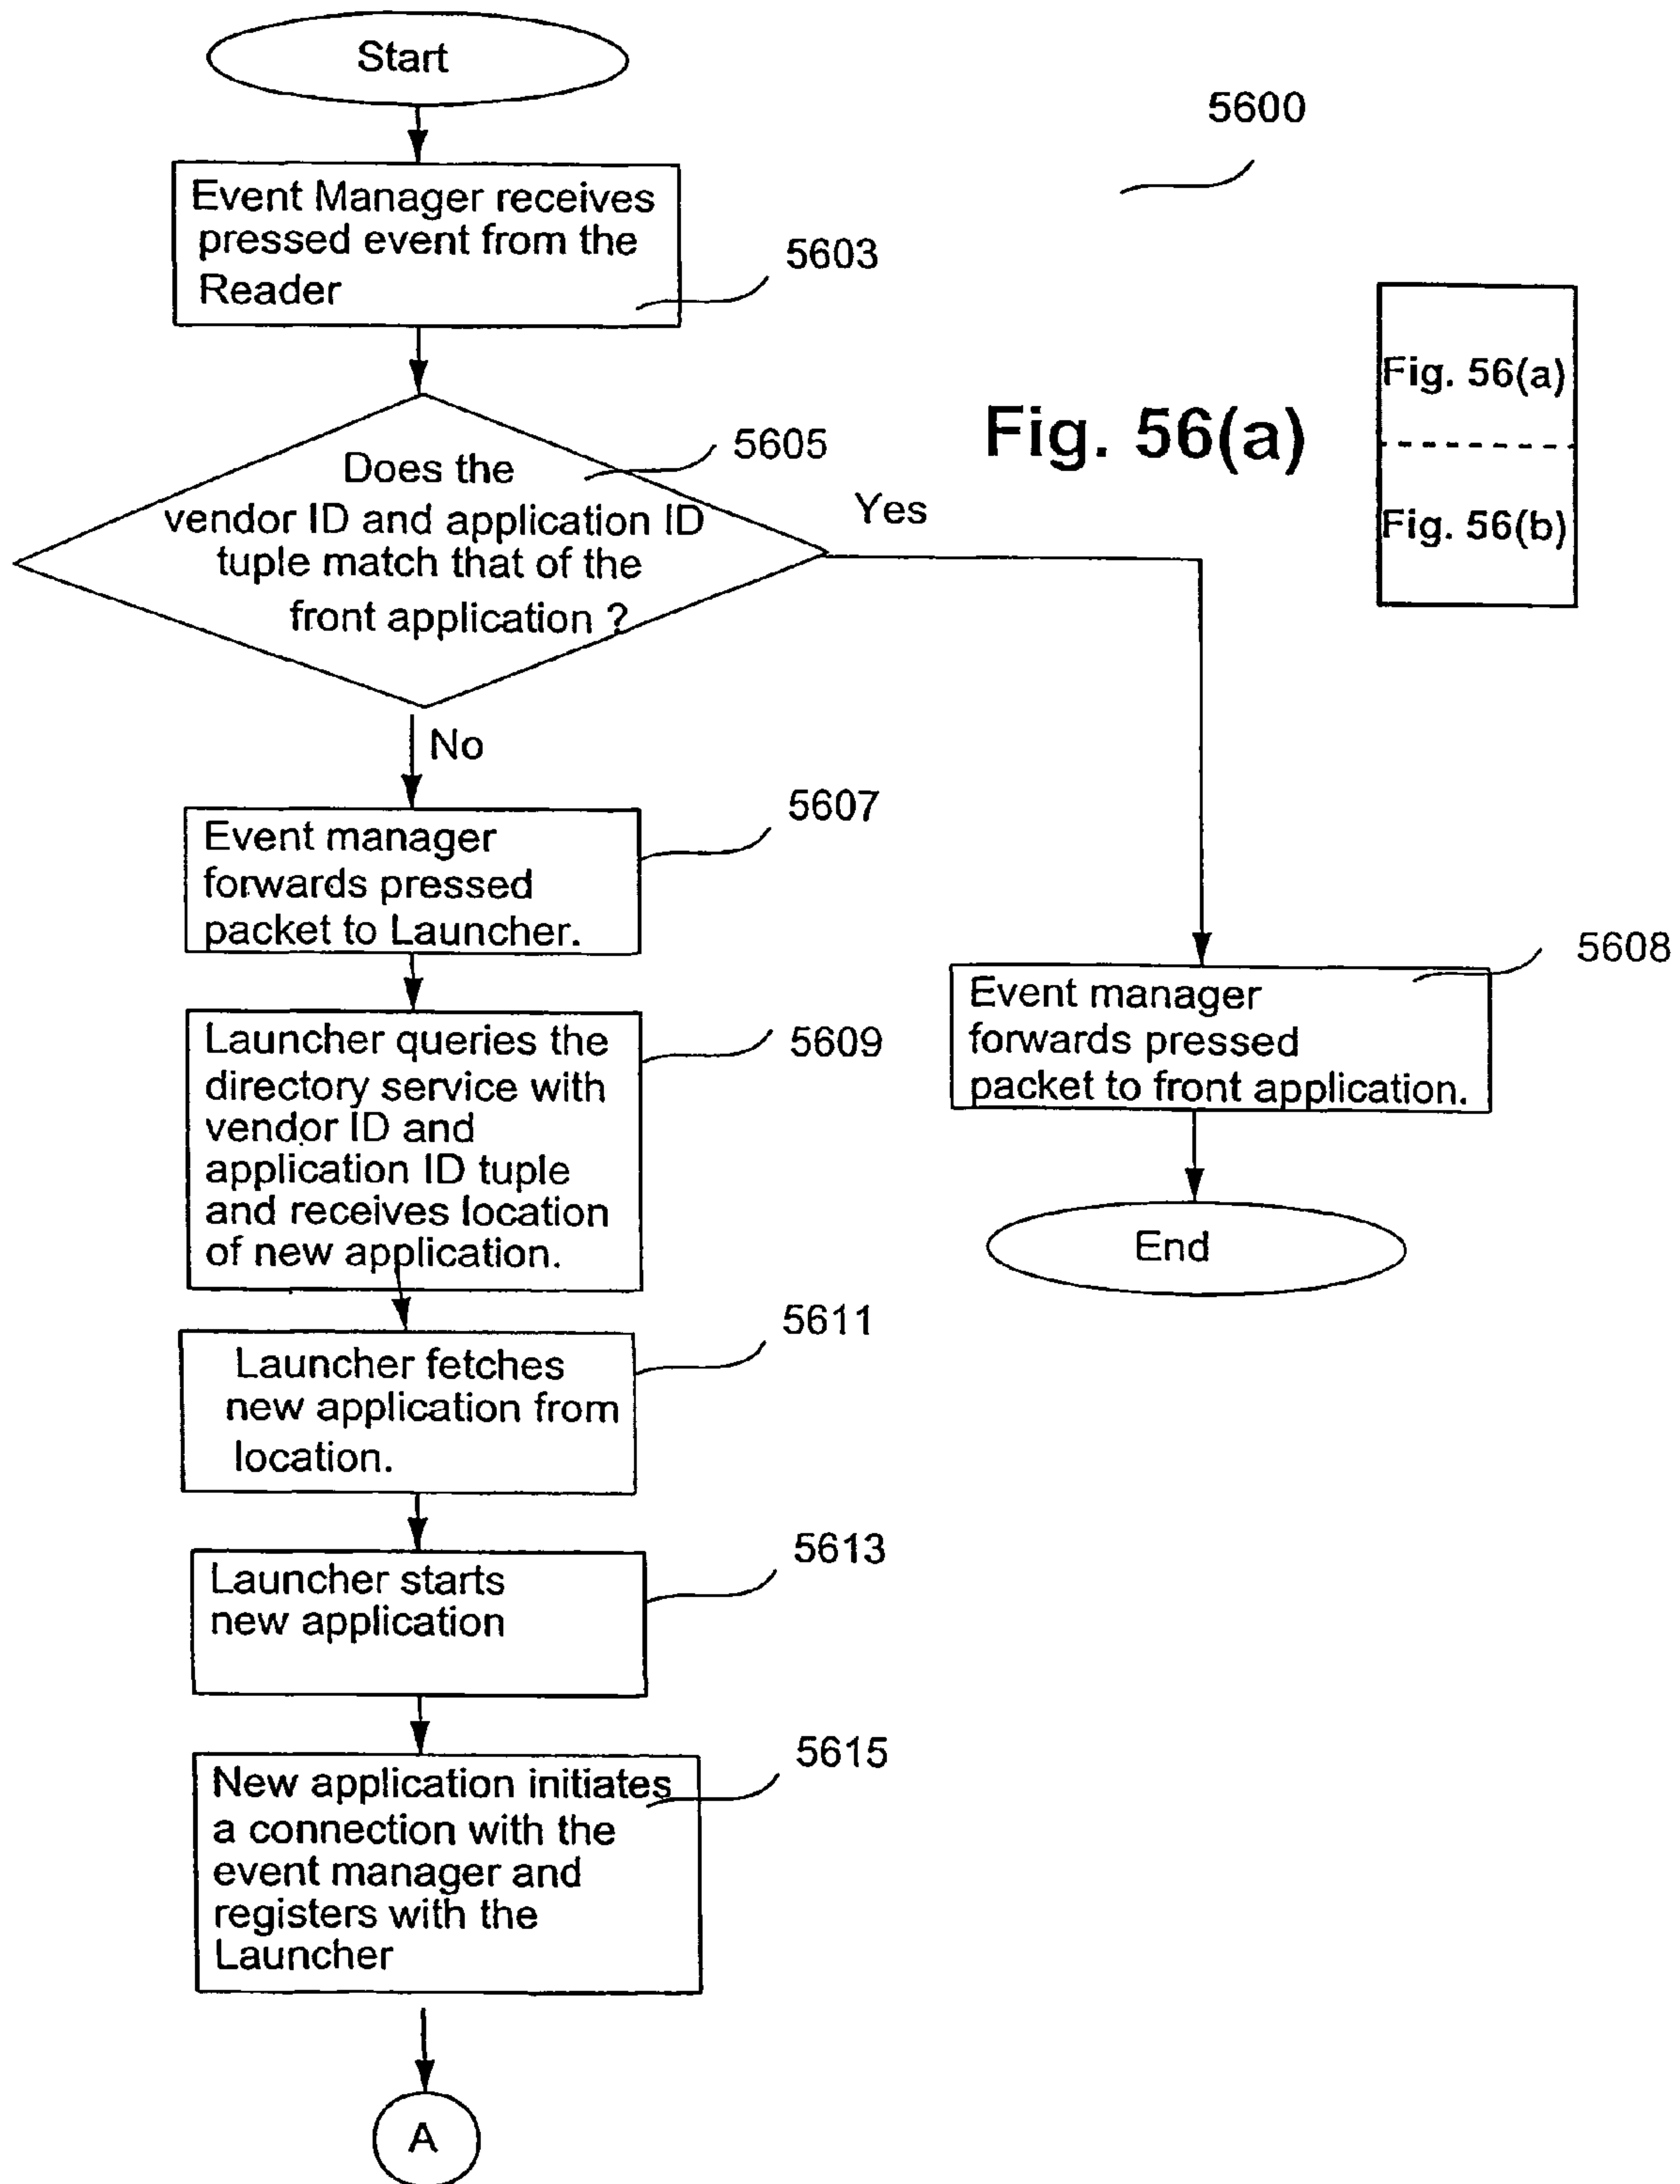 Start
5600
Event Manager receives
pressed event from the
Reader
5603
Fig. 56(a)
Fig. 56(b)
Fig. 56(a)
5605
Does the
vendor ID and application ID
tuple match that of the
front application ?
Yes
No
5607
Event manager
forwards pressed
packet to Launcher.
5608
Event manager
forwards pressed
packet to front application.
End
5609
Launcher queries the
directory service with
vendor ID and
application ID tuple
and receives location
of new application.
5611
Launcher fetches
new application from
location.
5613
Launcher starts
new application
5615
New application initiates
a connection with the
event manager and
registers with the
Launcher
A